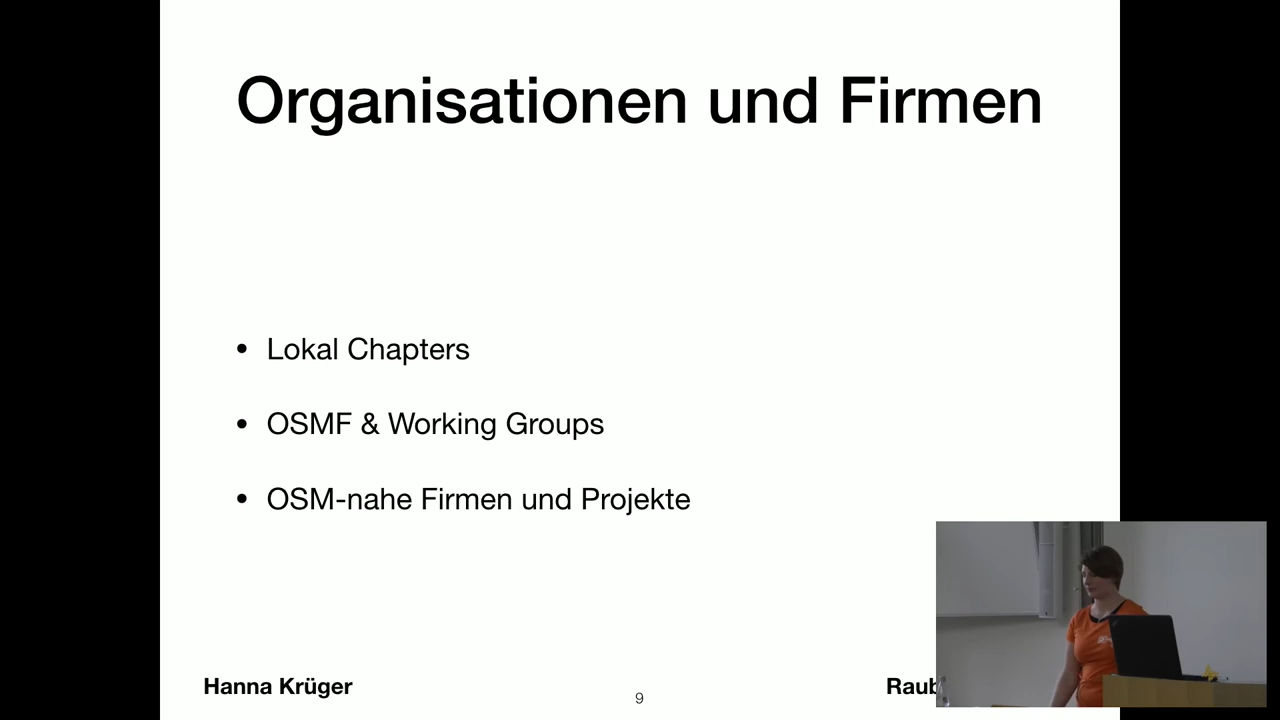 Organisationen und Firmen
• Lokal Chapters
• OSMF & Working Groups
• OSM-nahe Firmen und Projekte
Hanna Krüger
9